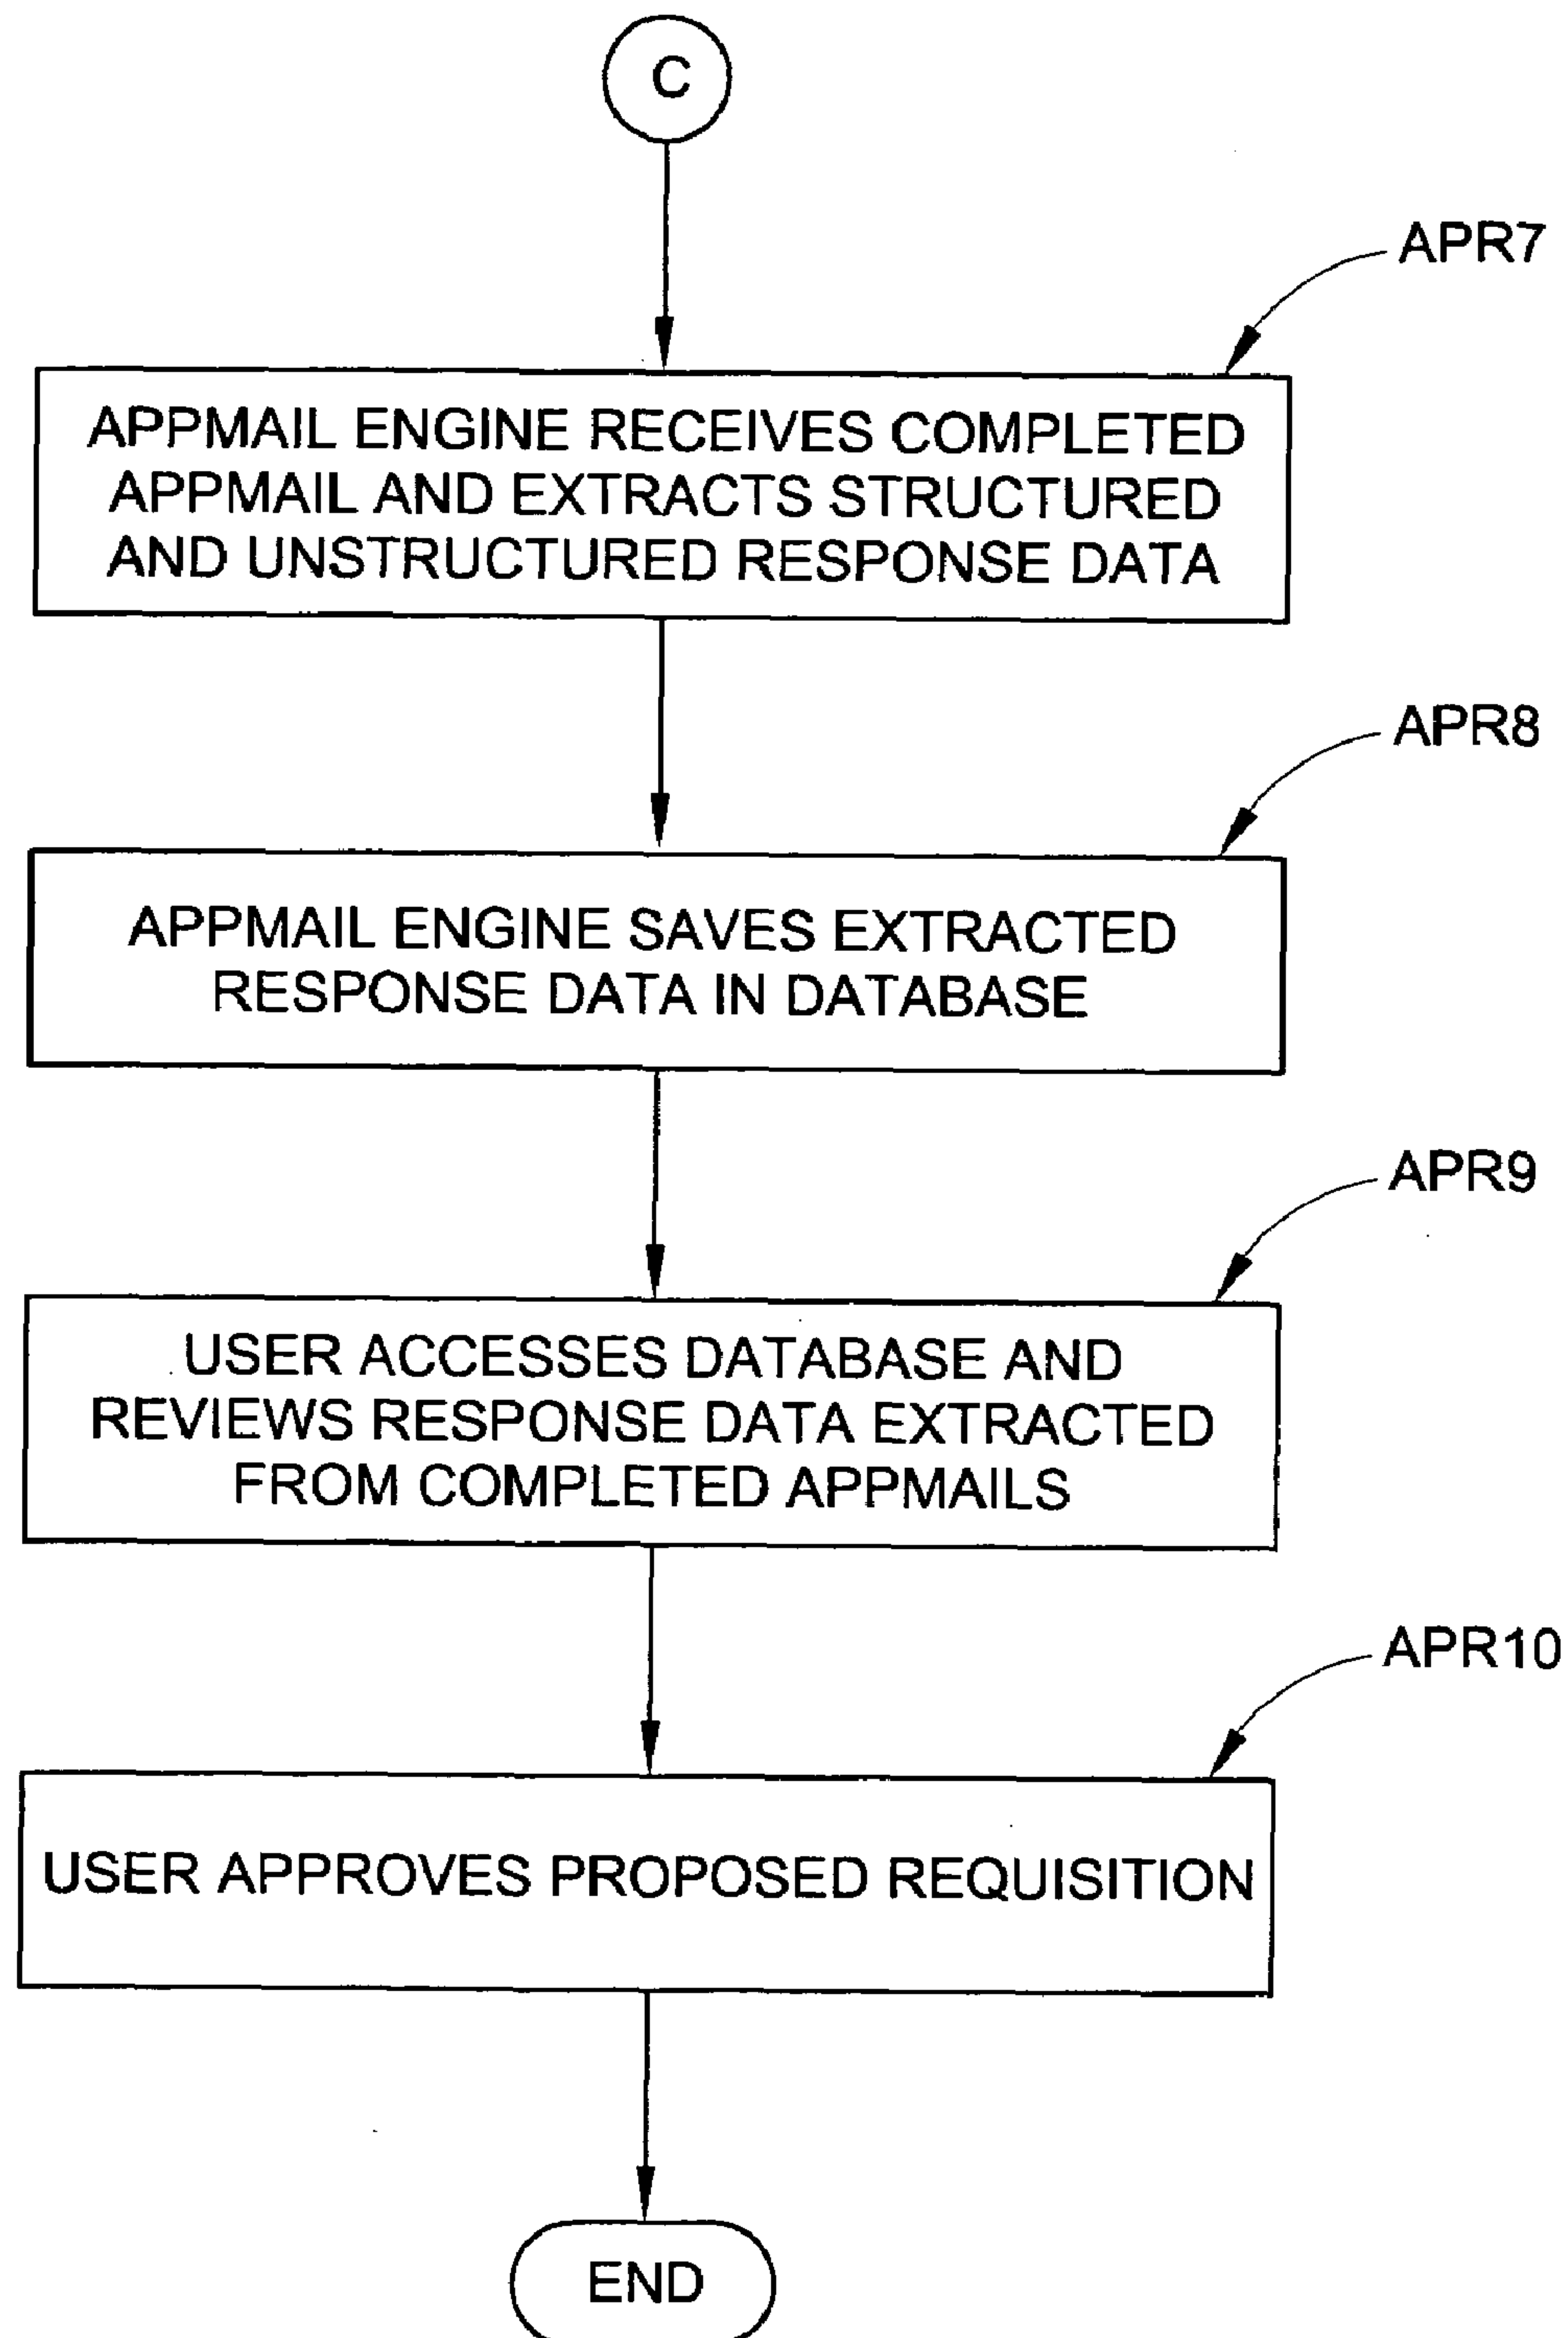 C
APR7
APPMAIL ENGINE RECEIVES COMPLETED
APPMAIL AND EXTRACTS STRUCTURED
AND UNSTRUCTURED RESPONSE DATA
APR8
APPMAIL ENGINE SAVES EXTRACTED
RESPONSE DATA IN DATABASE
APR9
USER ACCESSES DATABASE AND
REVIEWS RESPONSE DATA EXTRACTED
FROM COMPLETED APPMAILS
APR10
USER APPROVES PROPOSED REQUISITION
END